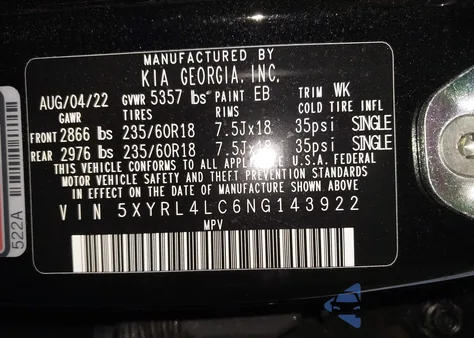 MANUFACTURED BY
KIA GEORGIA, INC.
AUG/04/22 GVWR 5357 lbs PAINT EB TRIM WK
GAWR TIRES RIMS COLD TIRE INFL
FRONT 2866 lbs 235/60R18 7.5Jx18 35psi SINGLE
REAR 2976 lbs 235/60R18 7.5Jx18 35psi SINGLE
THIS VEHICLE CONFORMS TO ALL APPLICABLE U.S.A. FEDERAL
MOTOR VEHICLE SAFETY AND THEFT PREVENTION STANDARDS
IN EFFECT ON THE DATE OF MANUFACTURE SHOWN ABOVE
VIN 5XYRL4LC6NG143922
MPV
522A